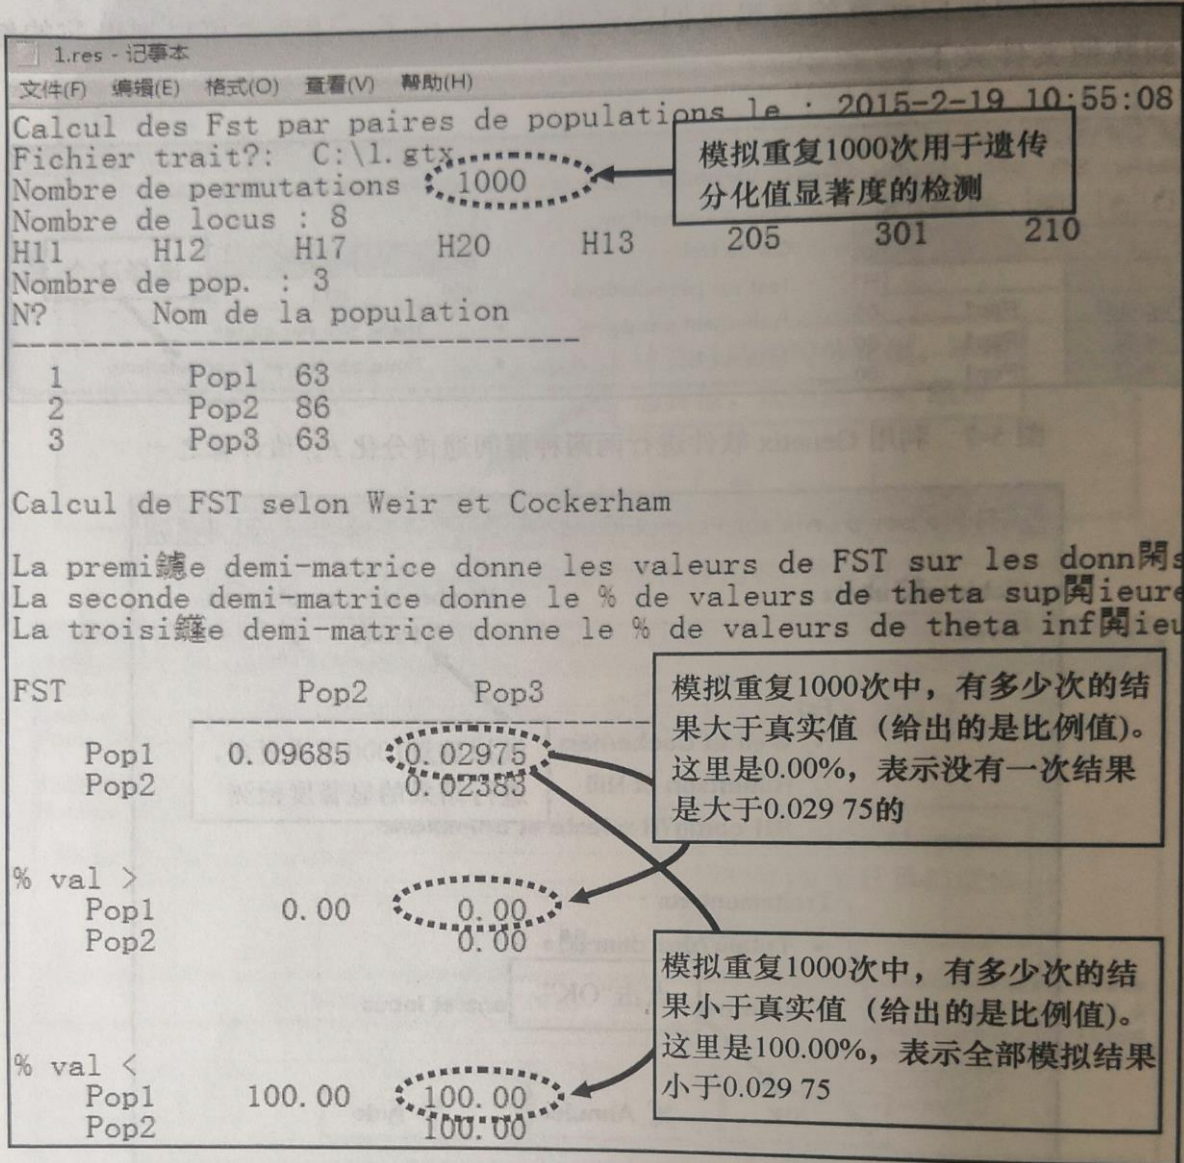 1.res - 记事本
文件(F) 编辑(E) 格式(O) 查看(V) 帮助(H)
Calcul des Fst par paires de populations le : 2015-2-19 10:55:08
Fichier trait?: C:\1.gtx
Nombre de permutations : 1000
模拟重复1000次用于遗传
分化值显著度的检测
Nombre de locus : 8
H11 H12 H17 H20 H13 205 301 210
Nombre de pop. : 3
N? Nom de la population
--------------------------------
1 Pop1 63
2 Pop2 86
3 Pop3 63
Calcul de FST selon Weir et Cockerham
La premi鑢e demi-matrice donne les valeurs de FST sur les donn閑s
La seconde demi-matrice donne le % de valeurs de theta sup閞ieure
La troisi鑝e demi-matrice donne le % de valeurs de theta inf閞ieu
FST Pop2 Pop3
Pop1 0.09685 0.02975
Pop2 0.02383
模拟重复1000次中，有多少次的结
果大于真实值（给出的是比例值）。
这里是0.00%，表示没有一次结果
是大于0.029 75的
% val >
Pop1 0.00 0.00
Pop2 0.00
模拟重复1000次中，有多少次的结
果小于真实值（给出的是比例值）。
这里是100.00%，表示全部模拟结果
小于0.029 75
% val <
Pop1 100.00 100.00
Pop2 100.00